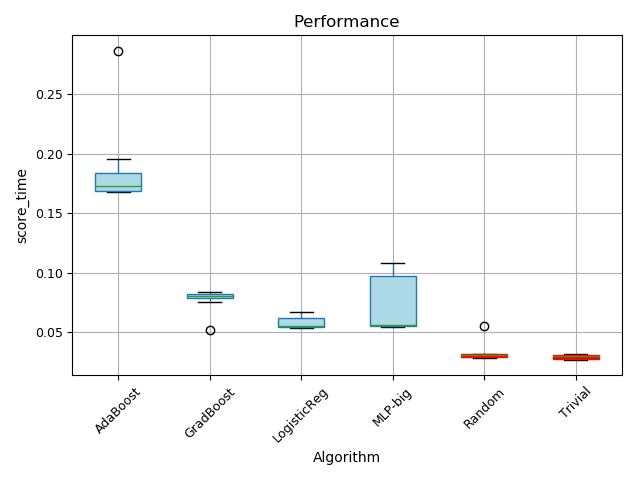 Performance
score_time
0.25
0.20
0.15
0.10
0.05
AdaBoost
GradBoost
LogisticReg
MLP-big
Random
Trivial
Algorithm